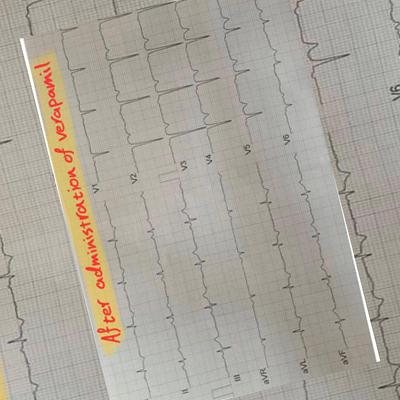 After administration of verapamil
V1
V2
V3
V4
V5
V6
II
III
aVR
aVL
aVF
V6